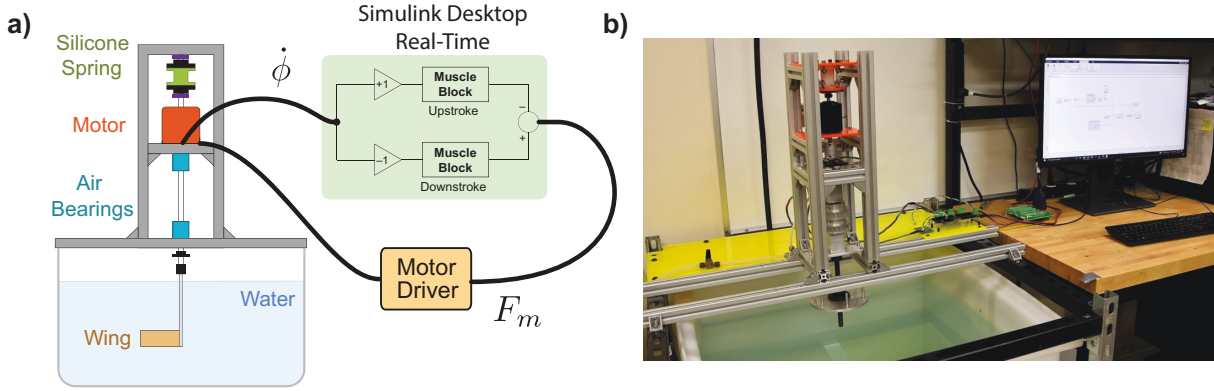 a)
Silicone
Spring
Motor
Air
Bearings
Water
Wing
ϕ̇
Simulink Desktop
Real-Time
+1
Muscle
Block
Upstroke
−
+
−1
Muscle
Block
Downstroke
Motor
Driver
F_m
b)